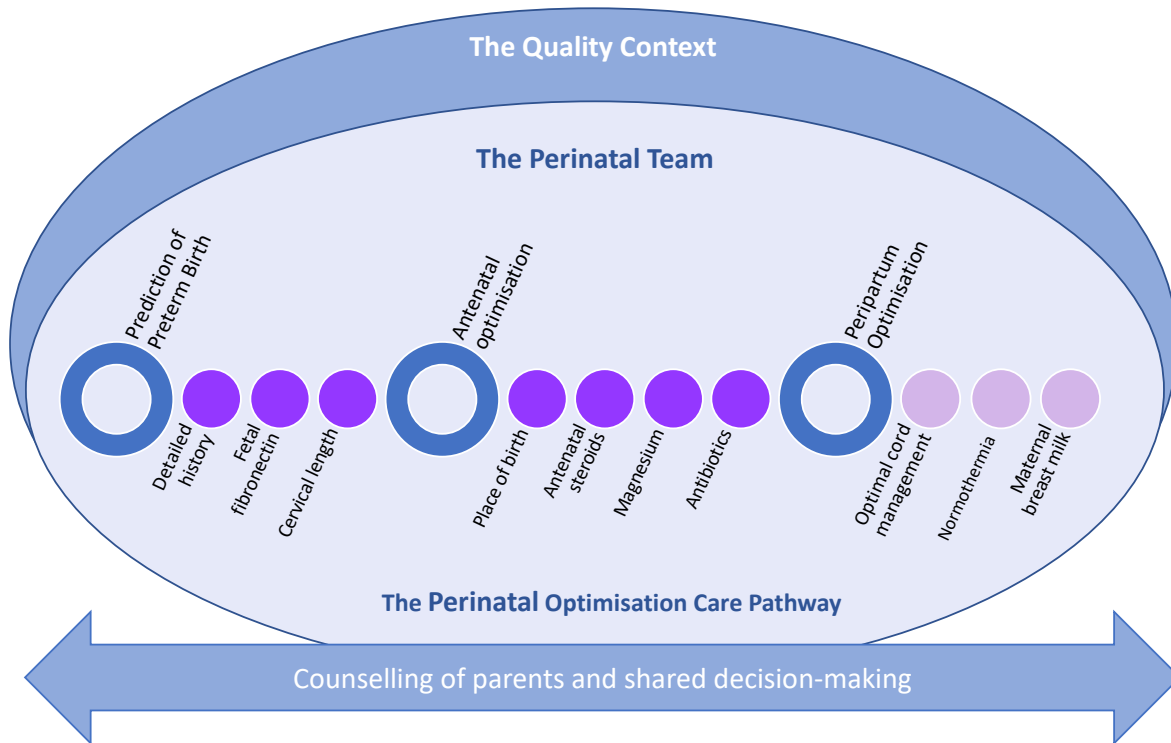 The Quality Context
The Perinatal Team
Prediction of
Preterm Birth
Detailed
history
Fetal
fibronectin
Cervical length
Antenatal
optimisation
Place of birth
Antenatal
steroids
Magnesium
Antibiotics
Peripartum
Optimisation
Optimal cord
management
Normothermia
Maternal
breast milk
The Perinatal Optimisation Care Pathway
Counselling of parents and shared decision-making